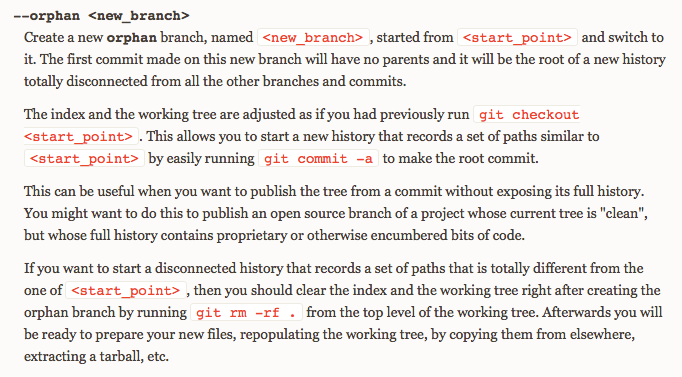 --orphan <new_branch>
Create a new orphan branch, named <new_branch> , started from <start_point> and switch to
it. The first commit made on this new branch will have no parents and it will be the root of a new history
totally disconnected from all the other branches and commits.
The index and the working tree are adjusted as if you had previously run git checkout
<start_point> . This allows you to start a new history that records a set of paths similar to
<start_point> by easily running git commit -a to make the root commit.
This can be useful when you want to publish the tree from a commit without exposing its full history.
You might want to do this to publish an open source branch of a project whose current tree is "clean",
but whose full history contains proprietary or otherwise encumbered bits of code.
If you want to start a disconnected history that records a set of paths that is totally different from the
one of <start_point> , then you should clear the index and the working tree right after creating the
orphan branch by running git rm -rf . from the top level of the working tree. Afterwards you will
be ready to prepare your new files, repopulating the working tree, by copying them from elsewhere,
extracting a tarball, etc.